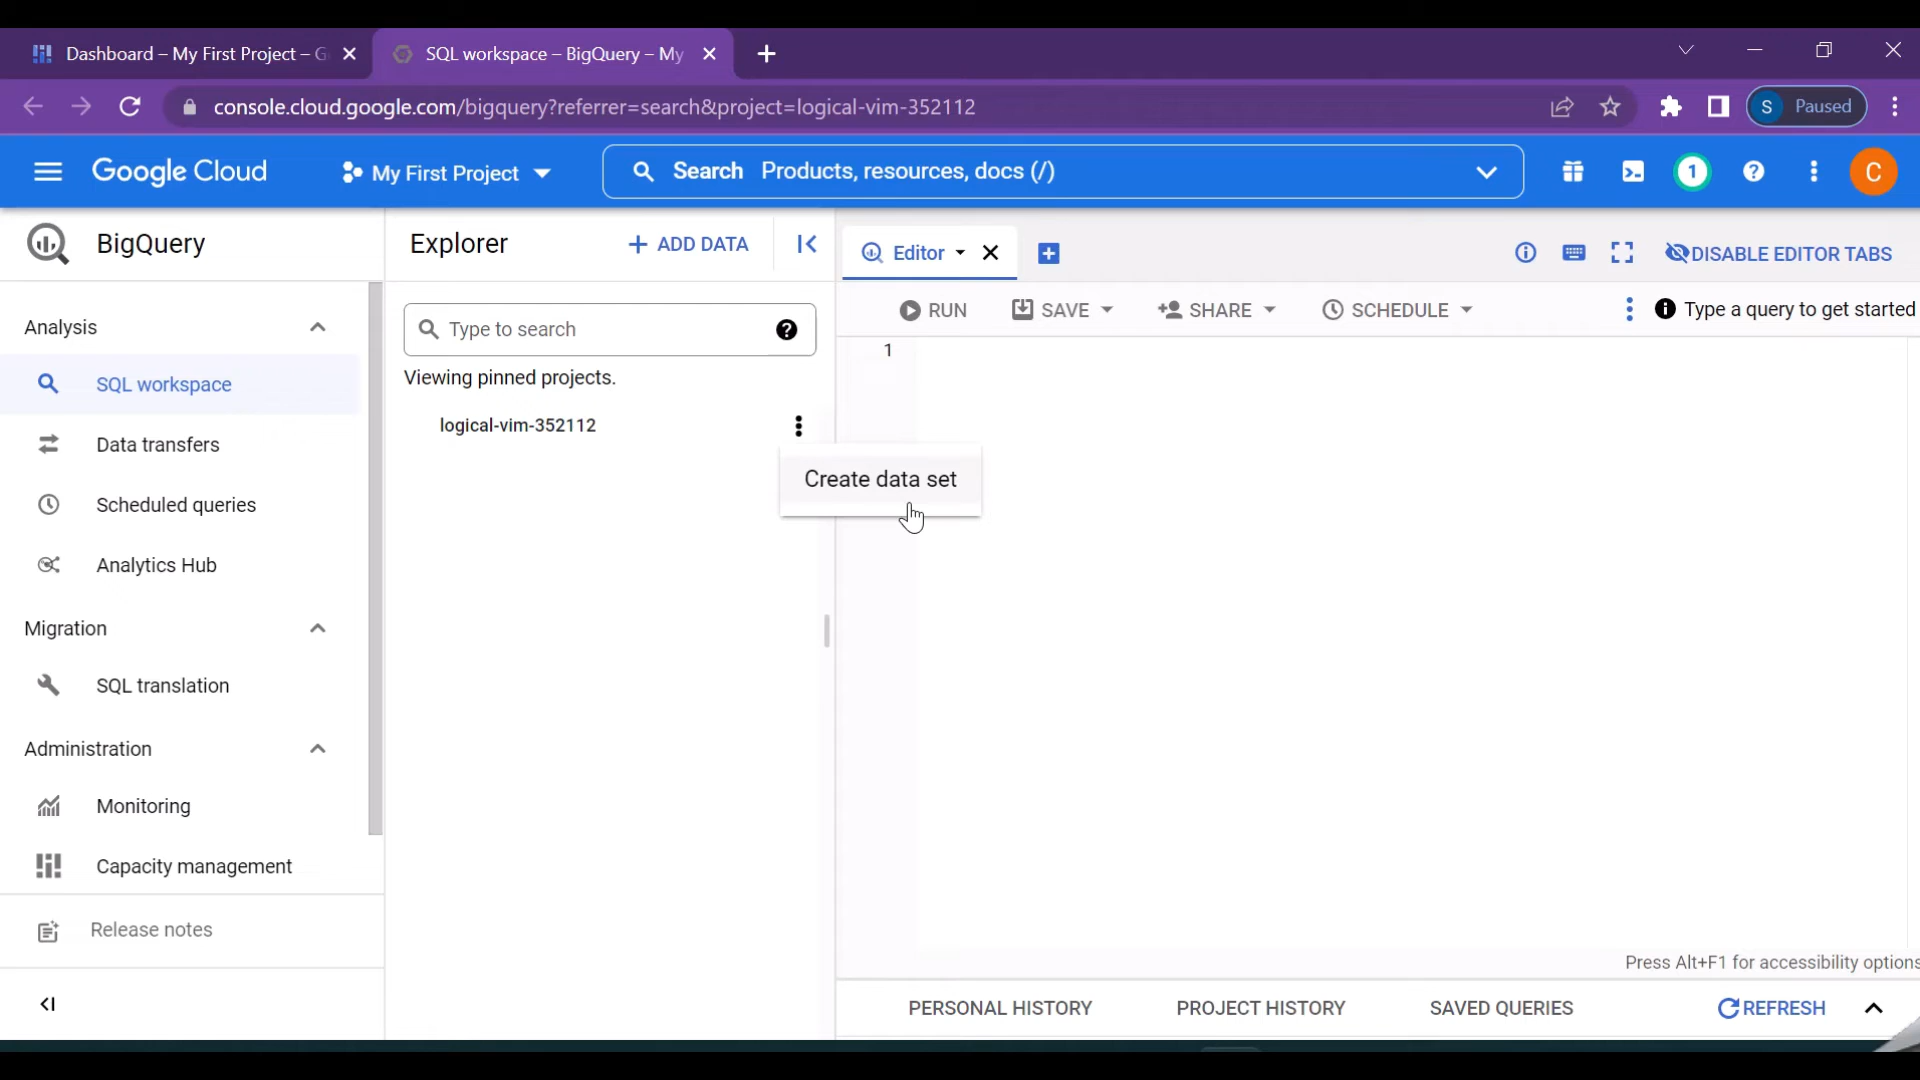 Dashboard – My First Project – G
SQL workspace – BigQuery – My
console.cloud.google.com/bigquery?referrer=search&project=logical-vim-352112
S Paused
Google Cloud
My First Project
Search Products, resources, docs (/)
1
C
BigQuery
Explorer
ADD DATA
Editor
DISABLE EDITOR TABS
Analysis
Type to search
RUN
SAVE
SHARE
SCHEDULE
Type a query to get started
1
Viewing pinned projects.
SQL workspace
logical-vim-352112
Data transfers
Create data set
Scheduled queries
Analytics Hub
Migration
SQL translation
Administration
Monitoring
Capacity management
Release notes
Press Alt+F1 for accessibility options
PERSONAL HISTORY
PROJECT HISTORY
SAVED QUERIES
REFRESH